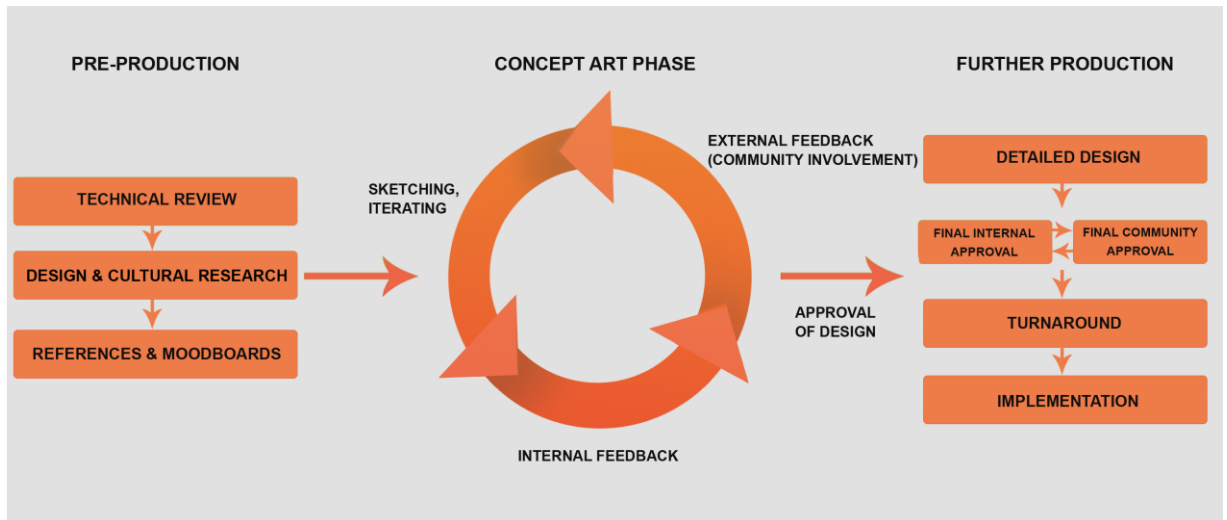 PRE-PRODUCTION
TECHNICAL REVIEW
DESIGN & CULTURAL RESEARCH
REFERENCES & MOODBOARDS
CONCEPT ART PHASE
SKETCHING,
ITERATING
EXTERNAL FEEDBACK
(COMMUNITY INVOLVEMENT)
INTERNAL FEEDBACK
APPROVAL
OF DESIGN
FURTHER PRODUCTION
DETAILED DESIGN
FINAL INTERNAL
APPROVAL
FINAL COMMUNITY
APPROVAL
TURNAROUND
IMPLEMENTATION